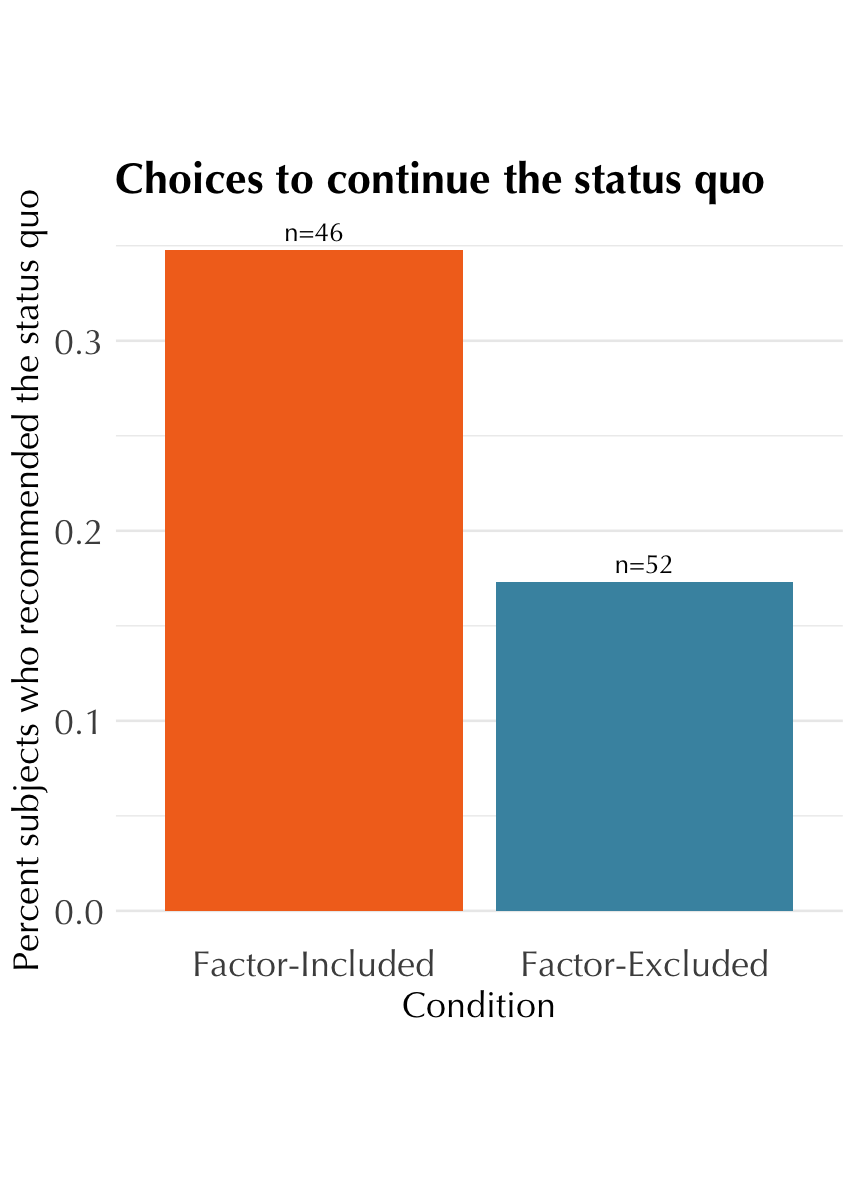 Choices to continue the status quo
Percent subjects who recommended the status quo
n=46
0.3
0.2
n=52
0.1
0.0
Factor-Included Factor-Excluded
Condition